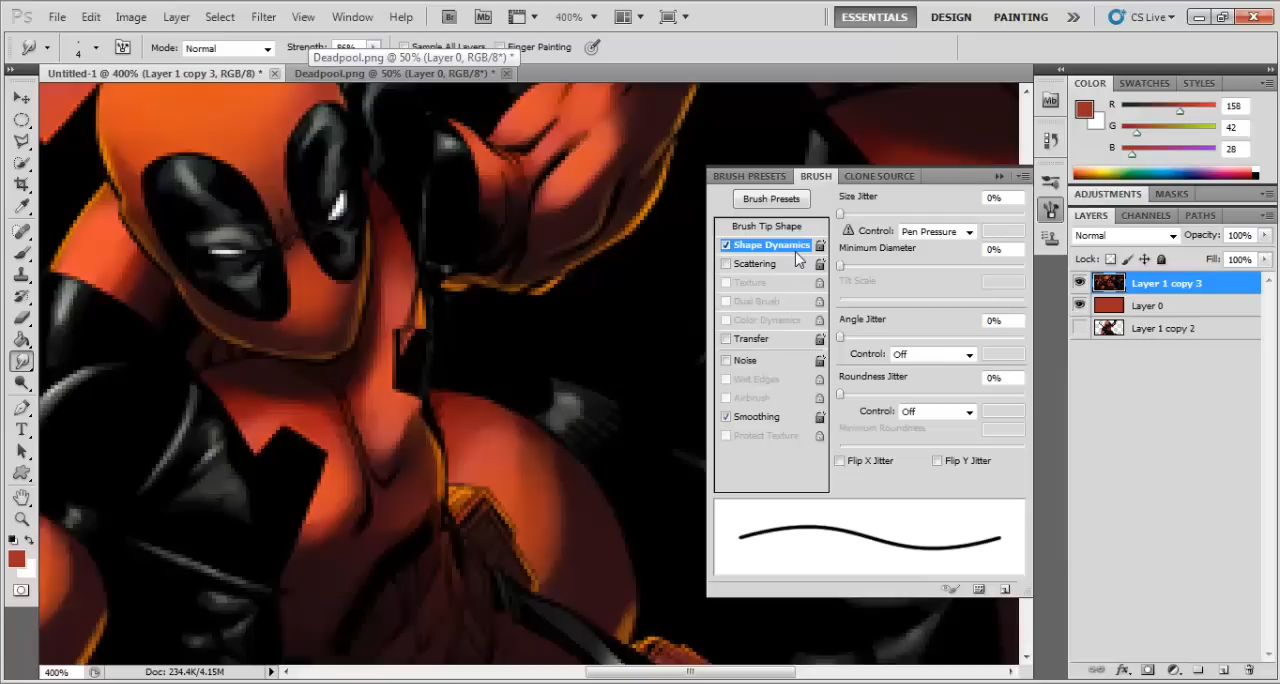 Ps File Edit Image Layer Select Filter View Window Help Br Mb 400% ESSENTIALS DESIGN PAINTING CS Live
4 Mode: Normal Strength: 86% Sample All Layers Finger Painting
Deadpool.png @ 50% (Layer 0, RGB/8*) *
Untitled-1 @ 400% (Layer 1 copy 3, RGB/8) * Deadpool.png @ 50% (Layer 0, RGB/8*) *
COLOR SWATCHES STYLES
Mb
R 158
G 42
B 28
ADJUSTMENTS MASKS
LAYERS CHANNELS PATHS
Normal Opacity: 100%
Lock: Fill: 100%
Layer 1 copy 3
Layer 0
Layer 1 copy 2
BRUSH PRESETS BRUSH CLONE SOURCE
Brush Presets
Brush Tip Shape
Shape Dynamics
Scattering
Texture
Dual Brush
Color Dynamics
Transfer
Noise
Wet Edges
Airbrush
Smoothing
Protect Texture
Size Jitter 0%
Control: Pen Pressure
Minimum Diameter 0%
Tilt Scale
Angle Jitter 0%
Control: Off
Roundness Jitter 0%
Control: Off
Minimum Roundness
Flip X Jitter Flip Y Jitter
T
400% Doc: 234.4K/4.15M
fx